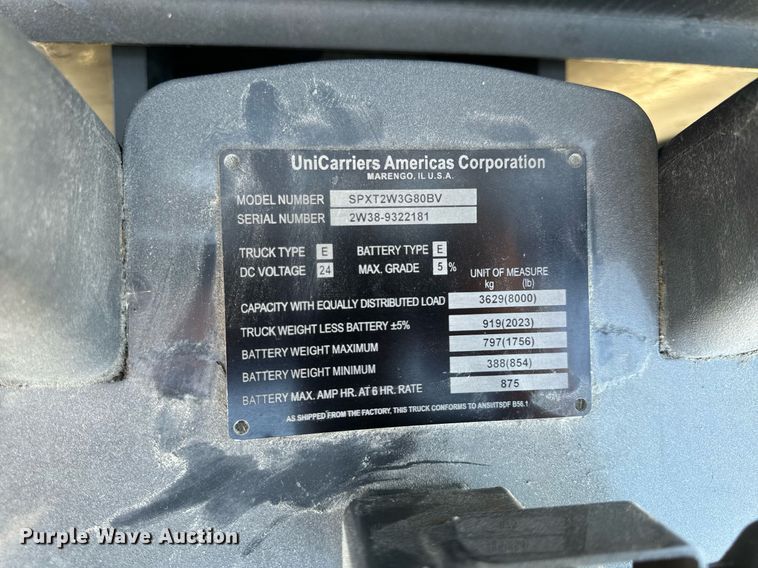 UniCarriers Americas Corporation
MARENGO, IL U.S.A.
MODEL NUMBER SPXT2W3G80BV
SERIAL NUMBER 2W38-9322181
TRUCK TYPE E BATTERY TYPE E
DC VOLTAGE 24 MAX. GRADE 5 %
UNIT OF MEASURE
kg (lb)
CAPACITY WITH EQUALLY DISTRIBUTED LOAD 3629(8000)
TRUCK WEIGHT LESS BATTERY ±5% 919(2023)
BATTERY WEIGHT MAXIMUM 797(1756)
BATTERY WEIGHT MINIMUM 388(854)
BATTERY MAX. AMP HR. AT 6 HR. RATE 875
AS SHIPPED FROM THE FACTORY, THIS TRUCK CONFORMS TO ANSI/ITSDF B56.1
Purple Wave Auction